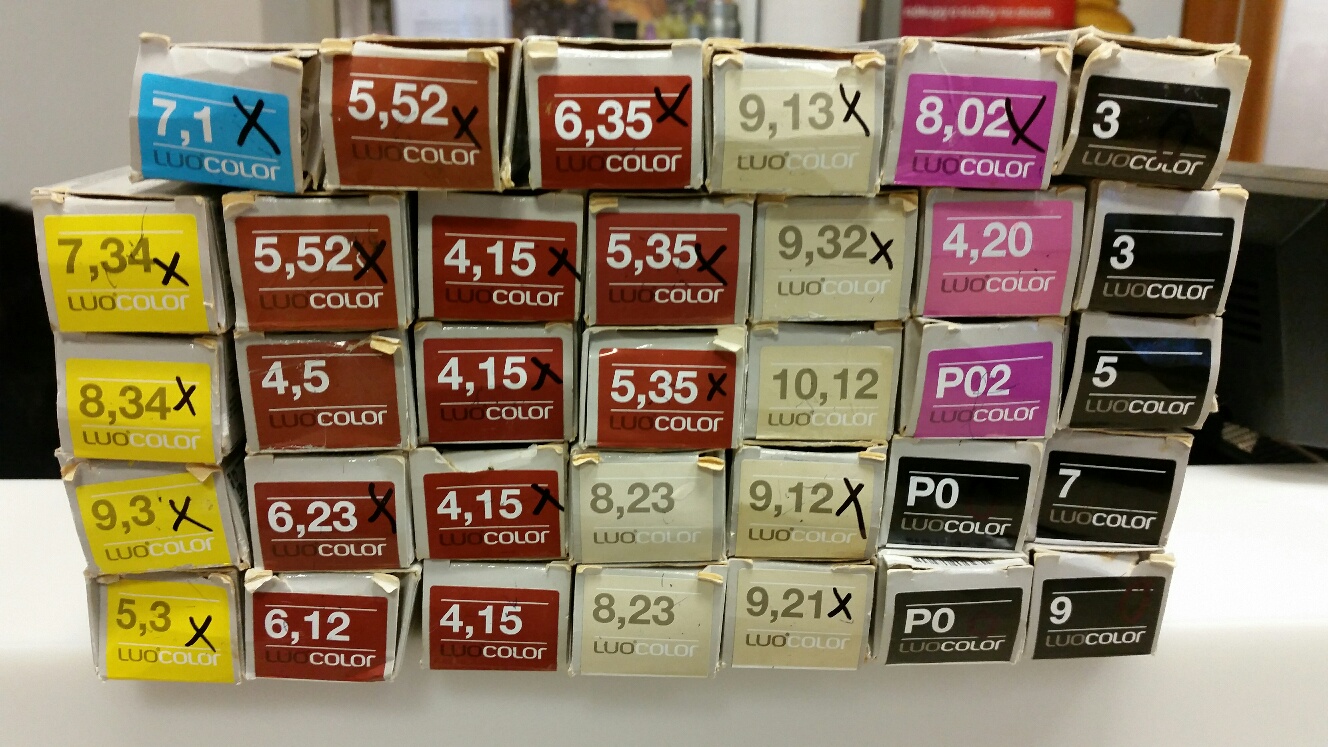 7,1 X
LUOCOLOR
5,52 X
LUOCOLOR
6,35 X
LUOCOLOR
9,13 X
LUOCOLOR
8,02 X
LUOCOLOR
3
LUOCOLOR
7,34 X
LUOCOLOR
5,52 X
LUOCOLOR
4,15 X
LUOCOLOR
5,35 X
LUOCOLOR
9,32 X
LUOCOLOR
4,20
LUOCOLOR
3
LUOCOLOR
8,34 X
LUOCOLOR
4,5
LUOCOLOR
4,15 X
LUOCOLOR
5,35 X
LUOCOLOR
10,12
LUOCOLOR
P02
LUOCOLOR
5
LUOCOLOR
9,3 X
LUOCOLOR
6,23 X
LUOCOLOR
4,15 X
LUOCOLOR
8,23
LUOCOLOR
9,12 X
LUOCOLOR
P0
LUOCOLOR
7
LUOCOLOR
5,3 X
LUOCOLOR
6,12
LUOCOLOR
4,15
LUOCOLOR
8,23
LUOCOLOR
9,21 X
LUOCOLOR
P0
LUOCOLOR
9
LUOCOLOR